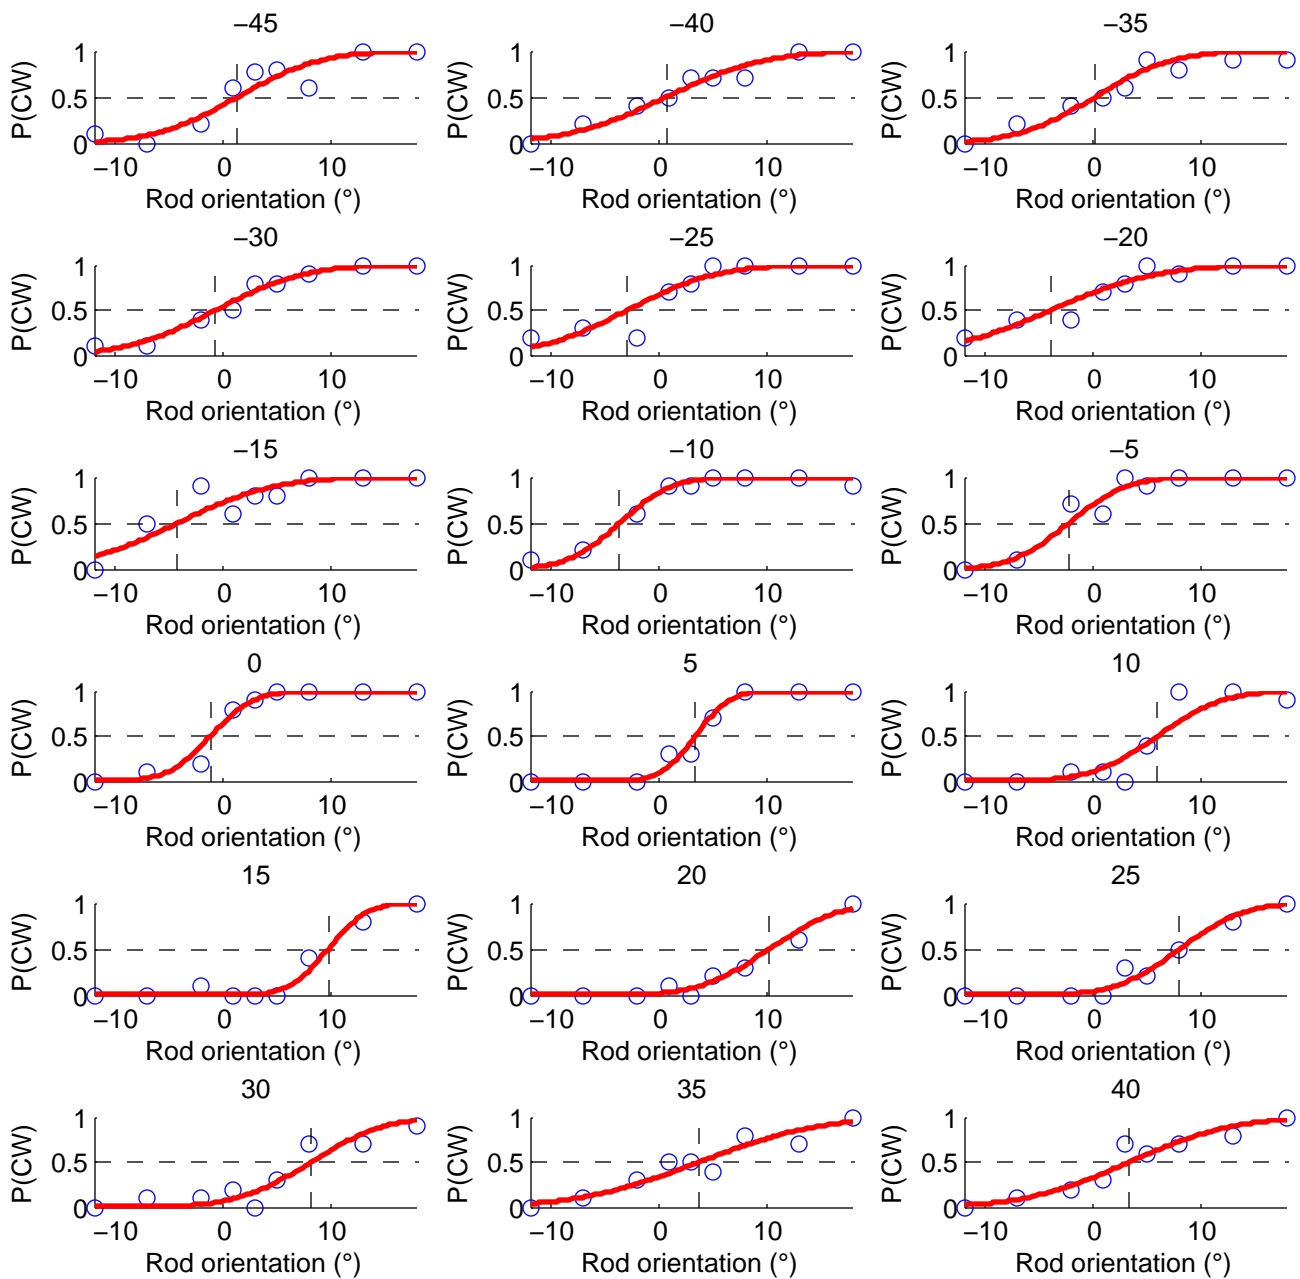 −45 −40 −35
1 1 1
P(CW) 0.5 P(CW) 0.5 P(CW) 0.5
0 0 0
−10 0 10 −10 0 10 −10 0 10
Rod orientation (°) Rod orientation (°) Rod orientation (°)
−30 −25 −20
1 1 1
P(CW) 0.5 P(CW) 0.5 P(CW) 0.5
0 0 0
−10 0 10 −10 0 10 −10 0 10
Rod orientation (°) Rod orientation (°) Rod orientation (°)
−15 −10 −5
1 1 1
P(CW) 0.5 P(CW) 0.5 P(CW) 0.5
0 0 0
−10 0 10 −10 0 10 −10 0 10
Rod orientation (°) Rod orientation (°) Rod orientation (°)
0 5 10
1 1 1
P(CW) 0.5 P(CW) 0.5 P(CW) 0.5
0 0 0
−10 0 10 −10 0 10 −10 0 10
Rod orientation (°) Rod orientation (°) Rod orientation (°)
15 20 25
1 1 1
P(CW) 0.5 P(CW) 0.5 P(CW) 0.5
0 0 0
−10 0 10 −10 0 10 −10 0 10
Rod orientation (°) Rod orientation (°) Rod orientation (°)
30 35 40
1 1 1
P(CW) 0.5 P(CW) 0.5 P(CW) 0.5
0 0 0
−10 0 10 −10 0 10 −10 0 10
Rod orientation (°) Rod orientation (°) Rod orientation (°)